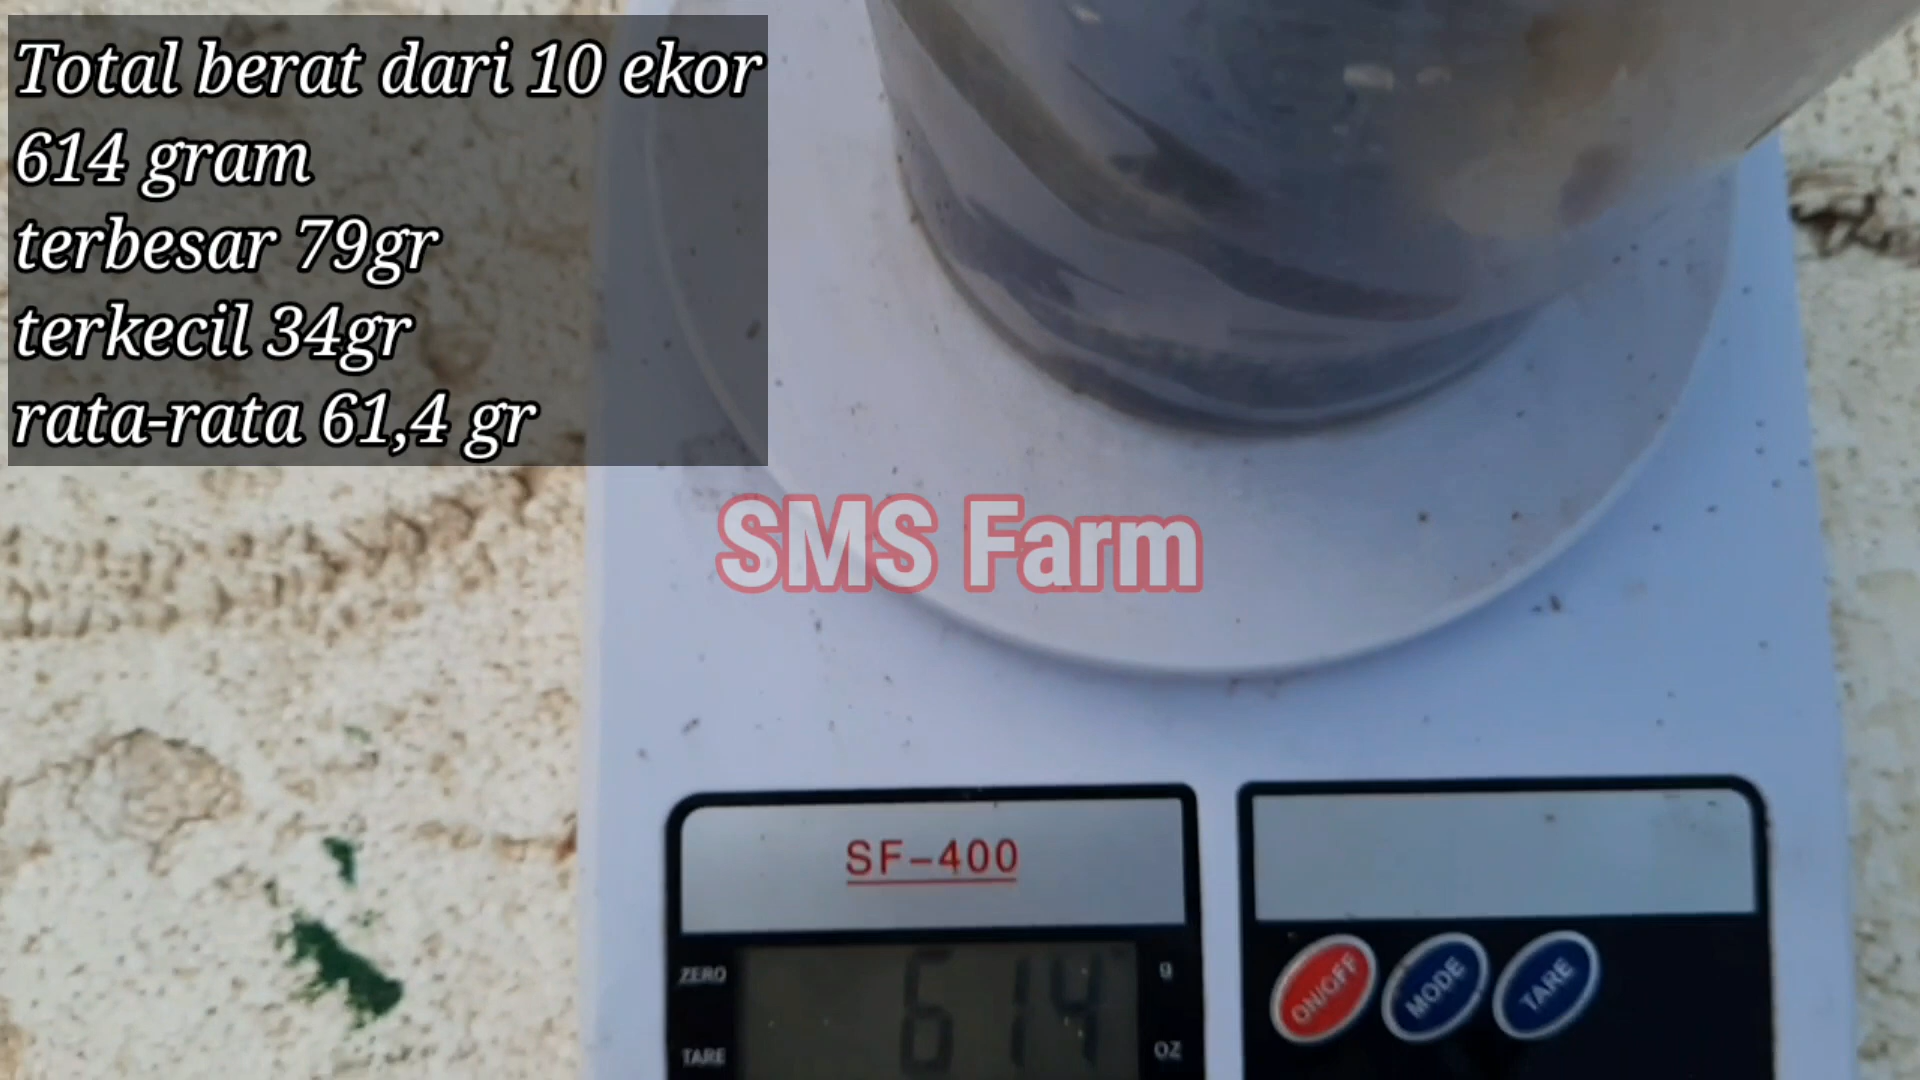 Total berat dari 10 ekor
614 gram
terbesar 79gr
terkecil 34gr
rata-rata 61,4 gr
SMS Farm
SF-400
ZERO
614
g
ON/OFF
MODE
TARE
TARE
OZ